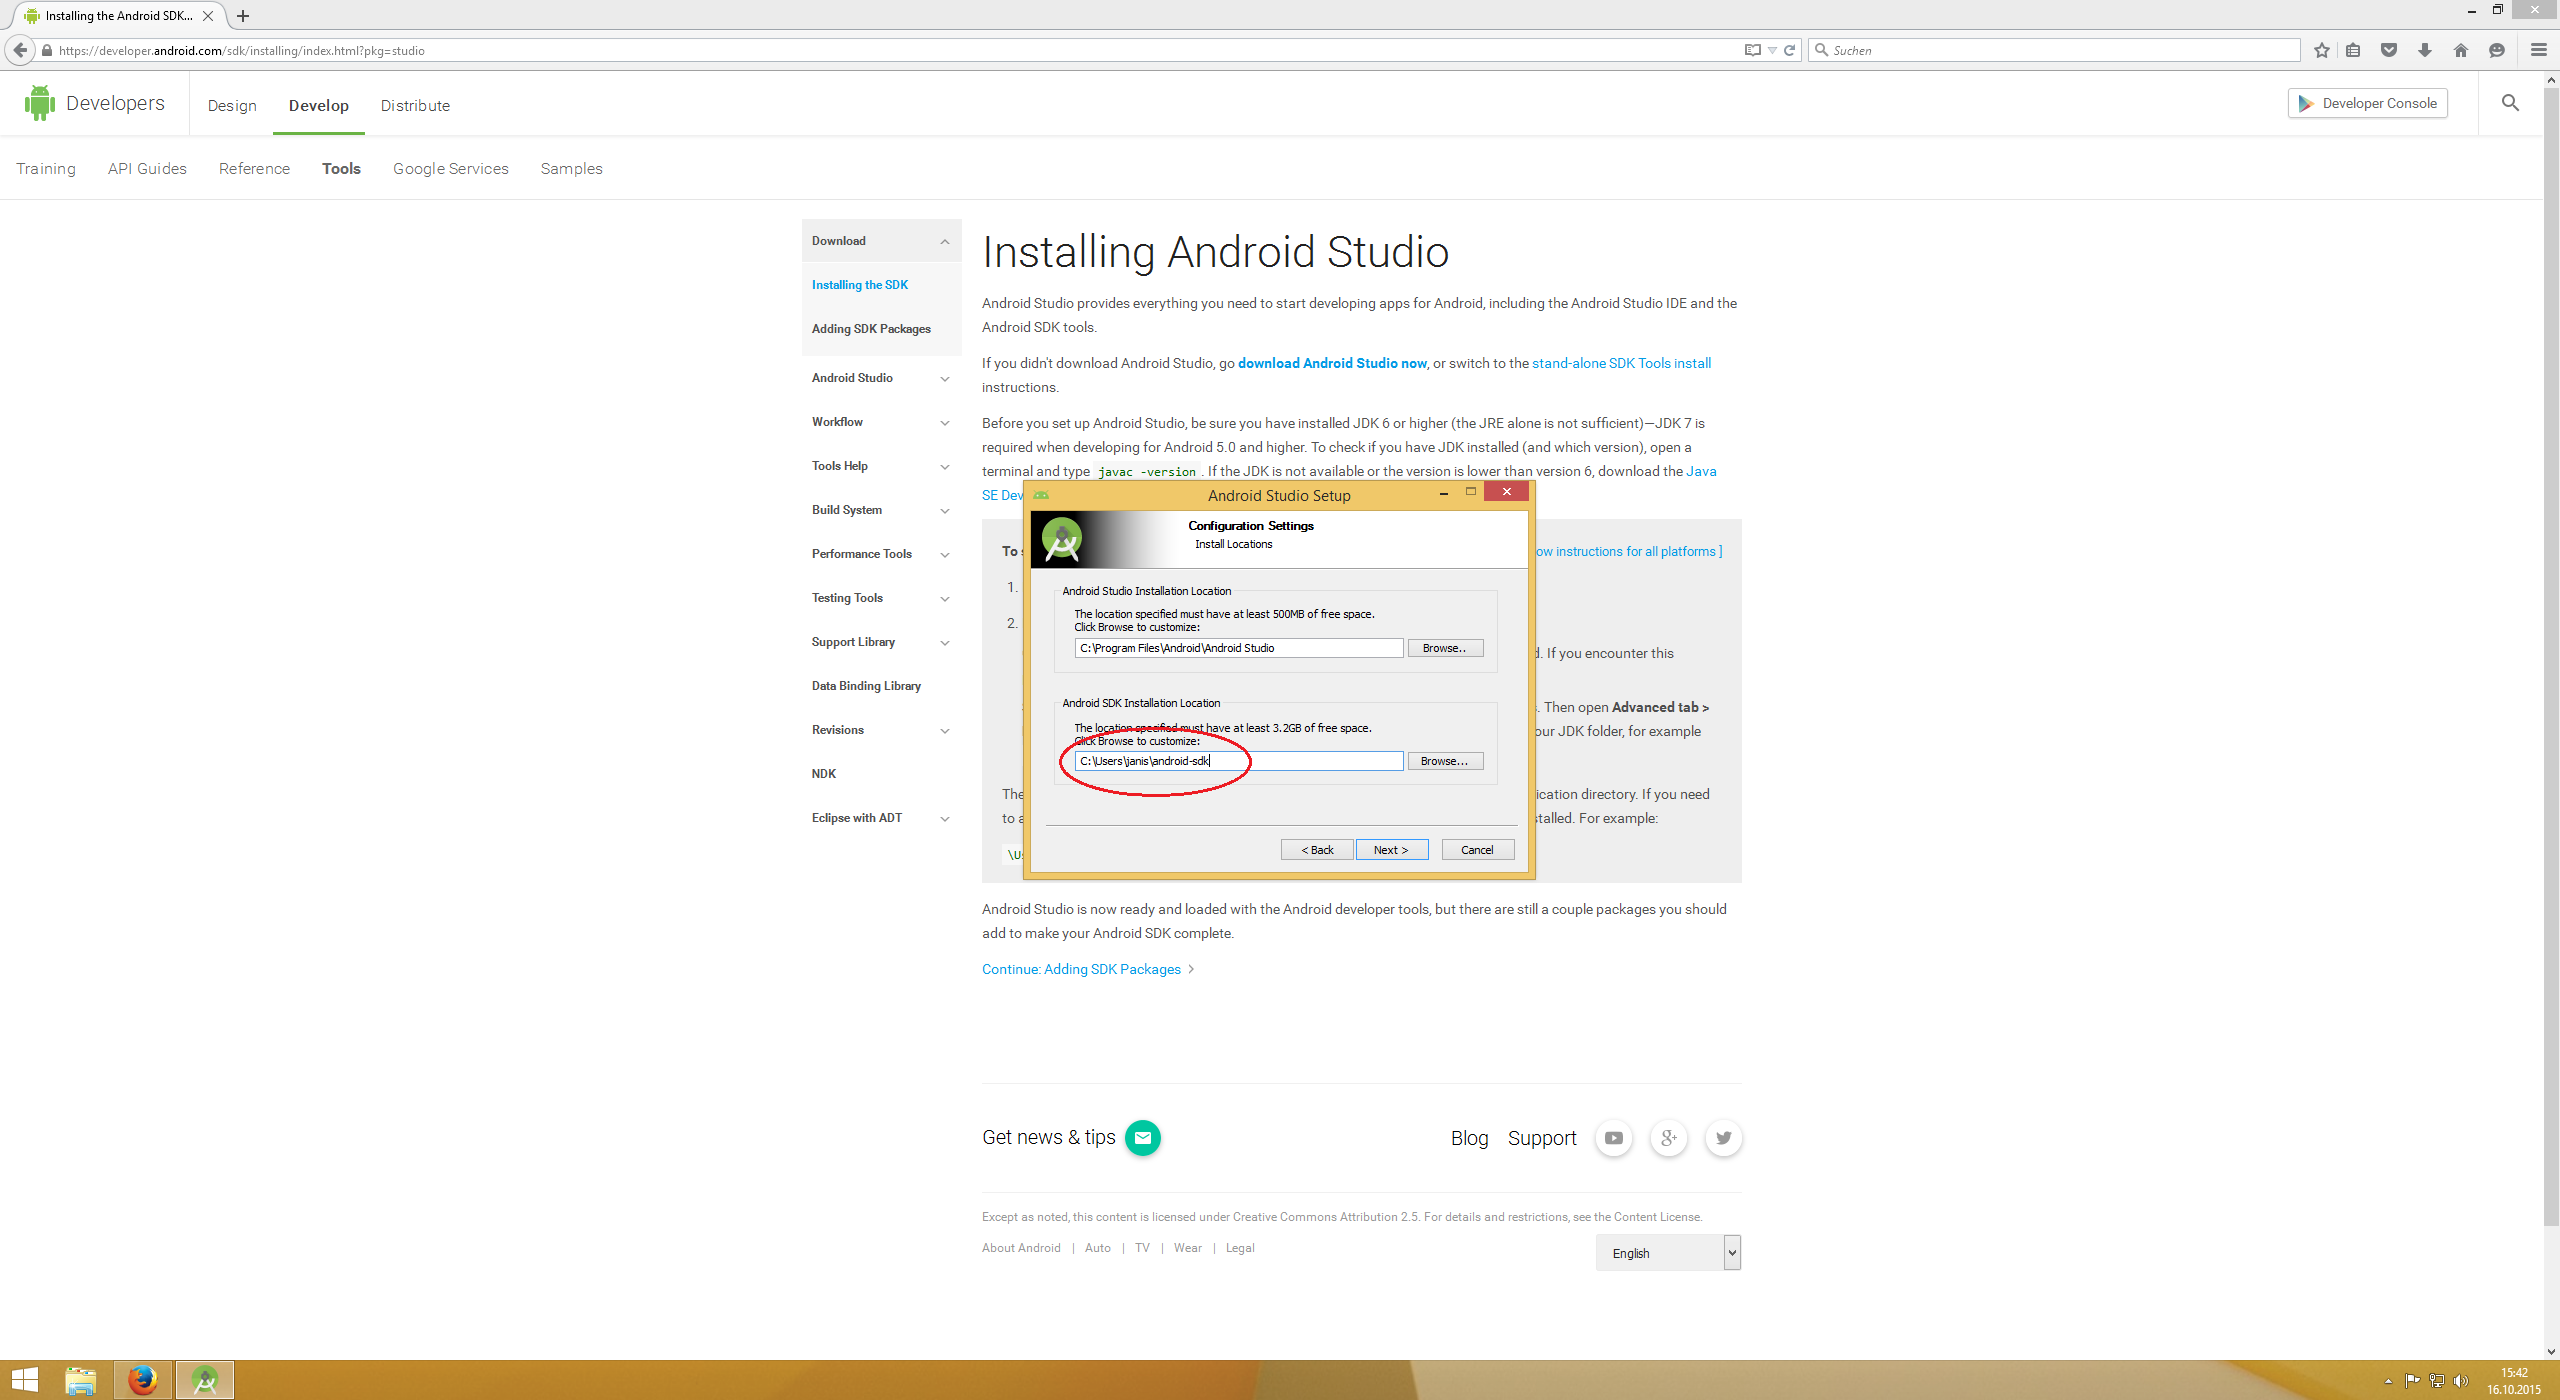 Installing the Android SDK...
https://developer.android.com/sdk/installing/index.html?pkg=studio
Suchen
Developers
Design
Develop
Distribute
Developer Console
Training
API Guides
Reference
Tools
Google Services
Samples
Download
Installing the SDK
Adding SDK Packages
Android Studio
Workflow
Tools Help
Build System
Performance Tools
Testing Tools
Support Library
Data Binding Library
Revisions
NDK
Eclipse with ADT
Installing Android Studio
Android Studio provides everything you need to start developing apps for Android, including the Android Studio IDE and the
Android SDK tools.
If you didn't download Android Studio, go download Android Studio now, or switch to the stand-alone SDK Tools install
instructions.
Before you set up Android Studio, be sure you have installed JDK 6 or higher (the JRE alone is not sufficient)—JDK 7 is
required when developing for Android 5.0 and higher. To check if you have JDK installed (and which version), open a
terminal and type javac -version. If the JDK is not available or the version is lower than version 6, download the Java
SE Dev
To s
ow instructions for all platforms ]
1.
2.
d. If you encounter this
s. Then open Advanced tab >
our JDK folder, for example
The
ication directory. If you need
to a
stalled. For example:
\Us
Android Studio Setup
Configuration Settings
Install Locations
Android Studio Installation Location
The location specified must have at least 500MB of free space.
Click Browse to customize:
C:\Program Files\Android\Android Studio
Browse..
Android SDK Installation Location
The location specified must have at least 3.2GB of free space.
Click Browse to customize:
C:\Users\janis\android-sdk
Browse...
< Back
Next >
Cancel
Android Studio is now ready and loaded with the Android developer tools, but there are still a couple packages you should
add to make your Android SDK complete.
Continue: Adding SDK Packages
Get news & tips
Blog
Support
Except as noted, this content is licensed under Creative Commons Attribution 2.5. For details and restrictions, see the Content License.
About Android | Auto | TV | Wear | Legal
English
15:42
16.10.2015